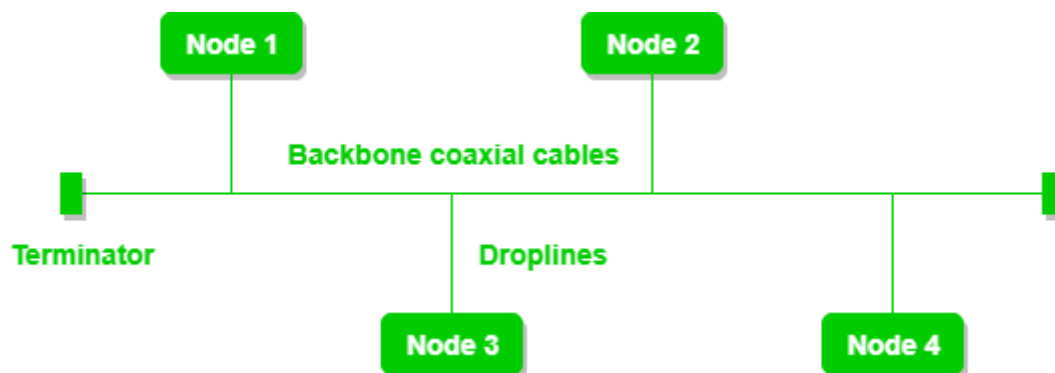 Node 1
Node 2
Backbone coaxial cables
Terminator
Droplines
Node 3
Node 4